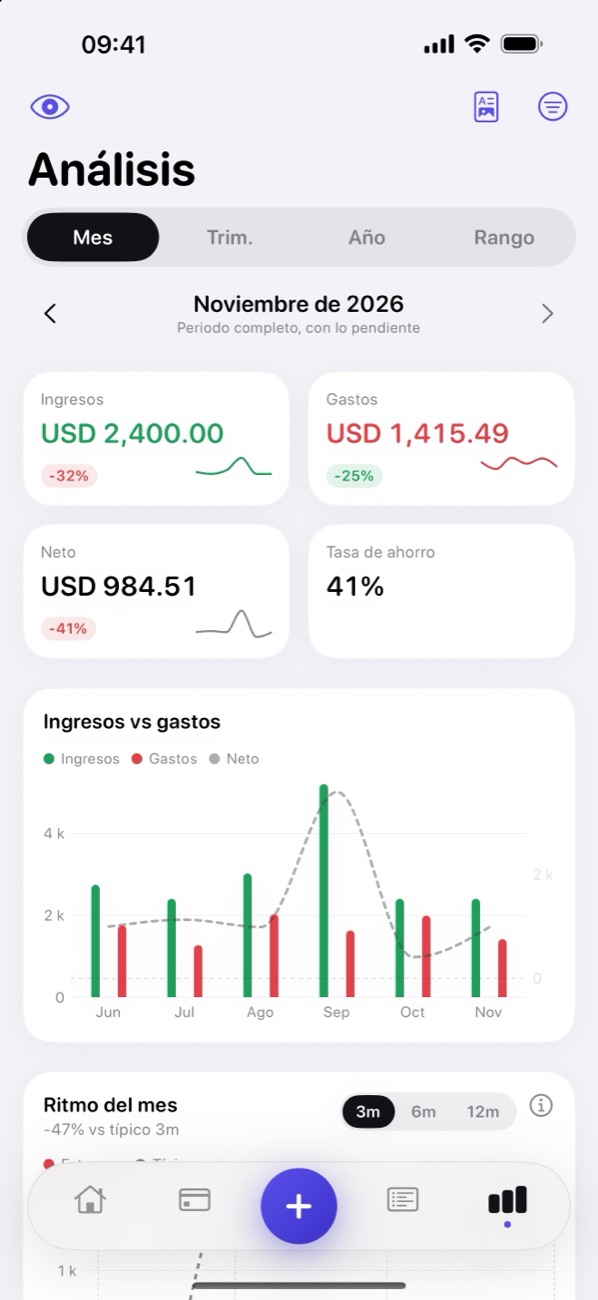 09:41
Análisis
Mes Trim. Año Rango
Noviembre de 2026
Periodo completo, con lo pendiente
Ingresos
USD 2,400.00
-32%
Gastos
USD 1,415.49
-25%
Neto
USD 984.51
-41%
Tasa de ahorro
41%
Ingresos vs gastos
Ingresos Gastos Neto
4 k
2 k
2 k
0
0
Jun Jul Ago Sep Oct Nov
Ritmo del mes
-47% vs típico 3m
3m 6m 12m
1 k